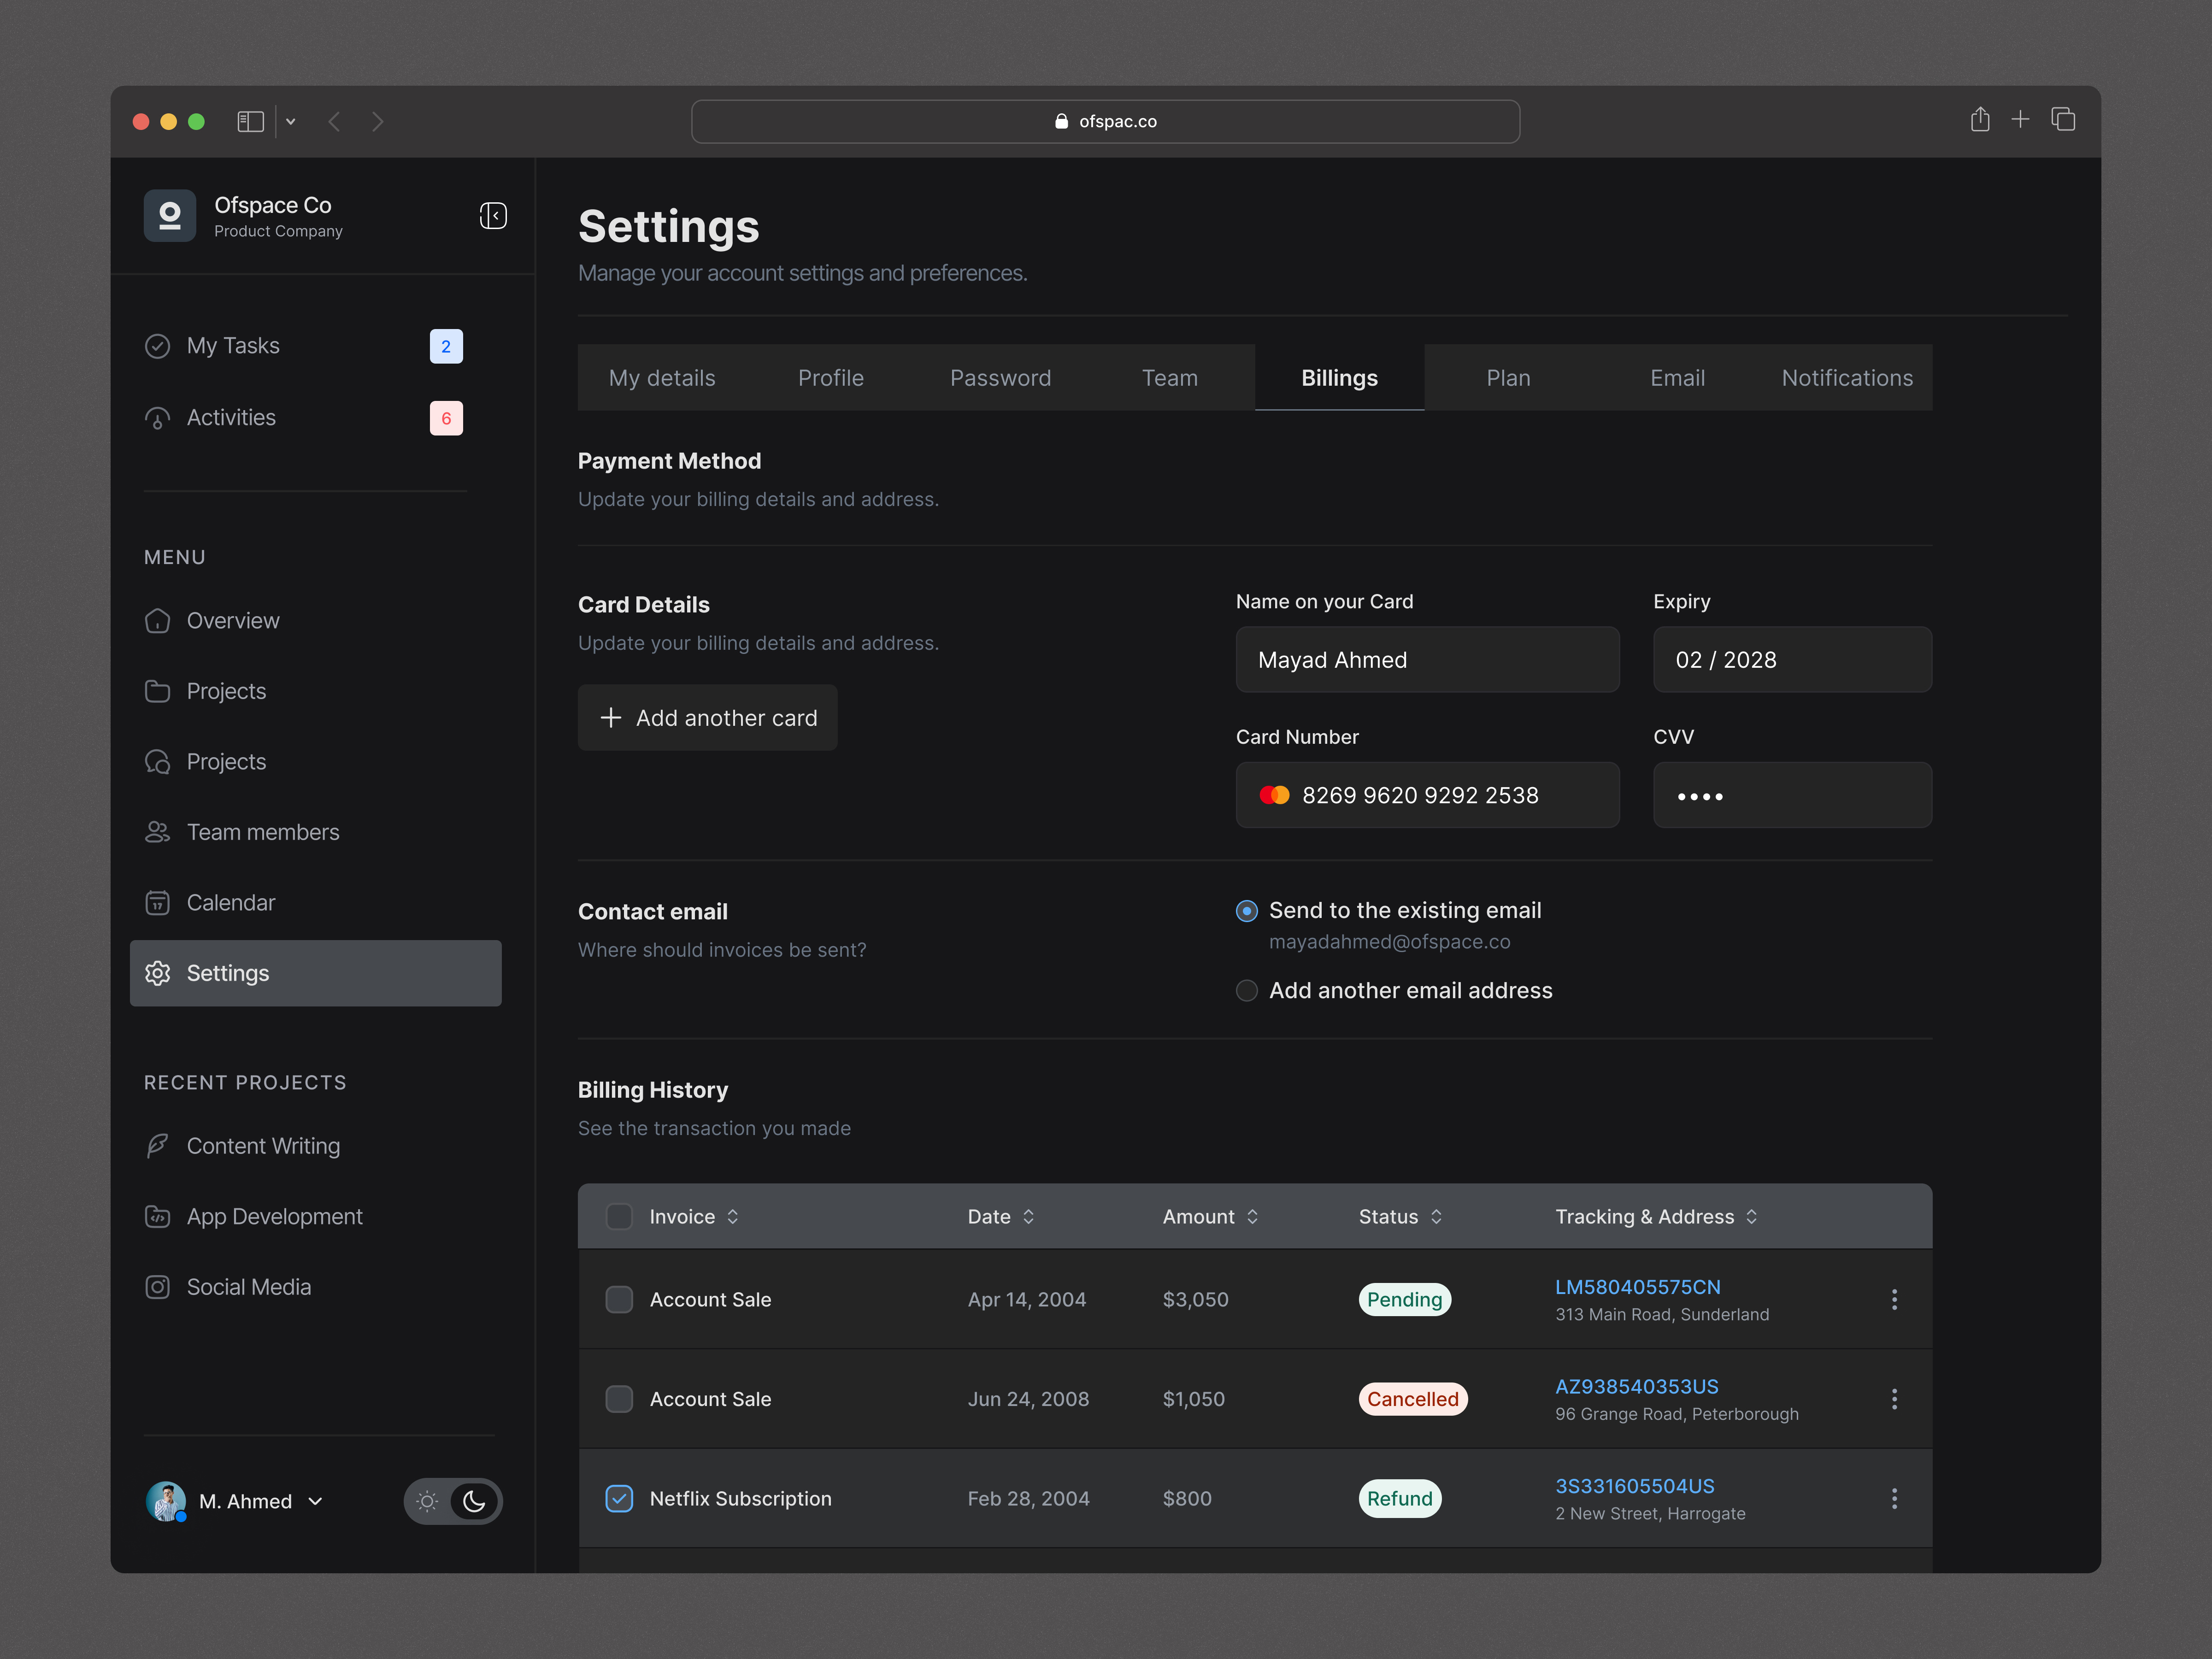 ofspac.co
Ofspace Co
Product Company
My Tasks
2
Activities
6
MENU
Overview
Projects
Projects
Team members
17
Calendar
Settings
RECENT PROJECTS
Content Writing
App Development
Social Media
M. Ahmed
Settings
Manage your account settings and preferences.
My details Profile Password Team Billings Plan Email Notifications
Payment Method
Update your billing details and address.
Card Details
Update your billing details and address.
Add another card
Name on your Card
Mayad Ahmed
Expiry
02 / 2028
Card Number
8269 9620 9292 2538
CVV
••••
Contact email
Where should invoices be sent?
Send to the existing email
mayadahmed@ofspace.co
Add another email address
Billing History
See the transaction you made
Invoice Date Amount Status Tracking & Address
Account Sale Apr 14, 2004 $3,050 Pending LM580405575CN
313 Main Road, Sunderland
Account Sale Jun 24, 2008 $1,050 Cancelled AZ938540353US
96 Grange Road, Peterborough
Netflix Subscription Feb 28, 2004 $800 Refund 3S331605504US
2 New Street, Harrogate